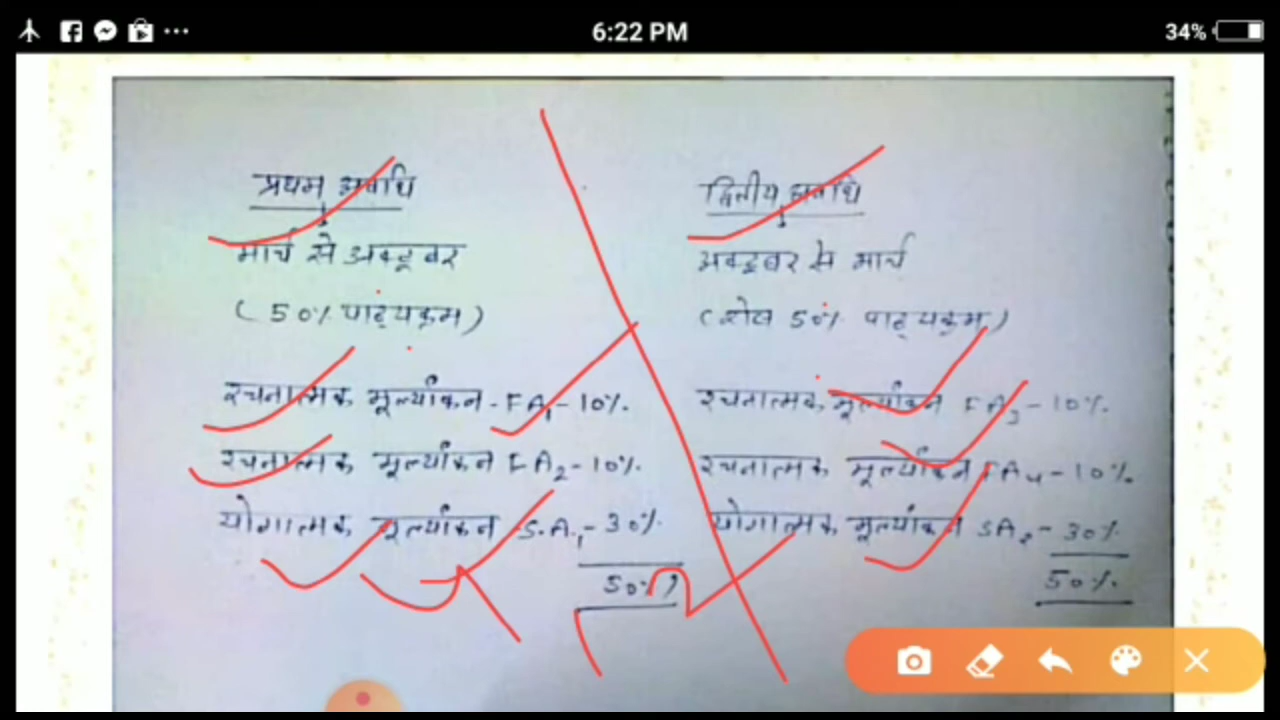 6:22 PM
34%
प्रथम अवधि
मार्च से अक्टूबर
(50% पाठ्यक्रम)
रचनात्मक मूल्यांकन - FA1 - 10%.
रचनात्मक मूल्यांकन FA2 - 10%.
योगात्मक मूल्यांकन S.A.1 - 30%.
50%
द्वितीय अवधि
अक्टूबर से मार्च
(शेष 50% पाठ्यक्रम)
रचनात्मक मूल्यांकन FA3 - 10%.
रचनात्मक मूल्यांकन FA4 - 10%.
योगात्मक मूल्यांकन SA2 - 30%.
50%.